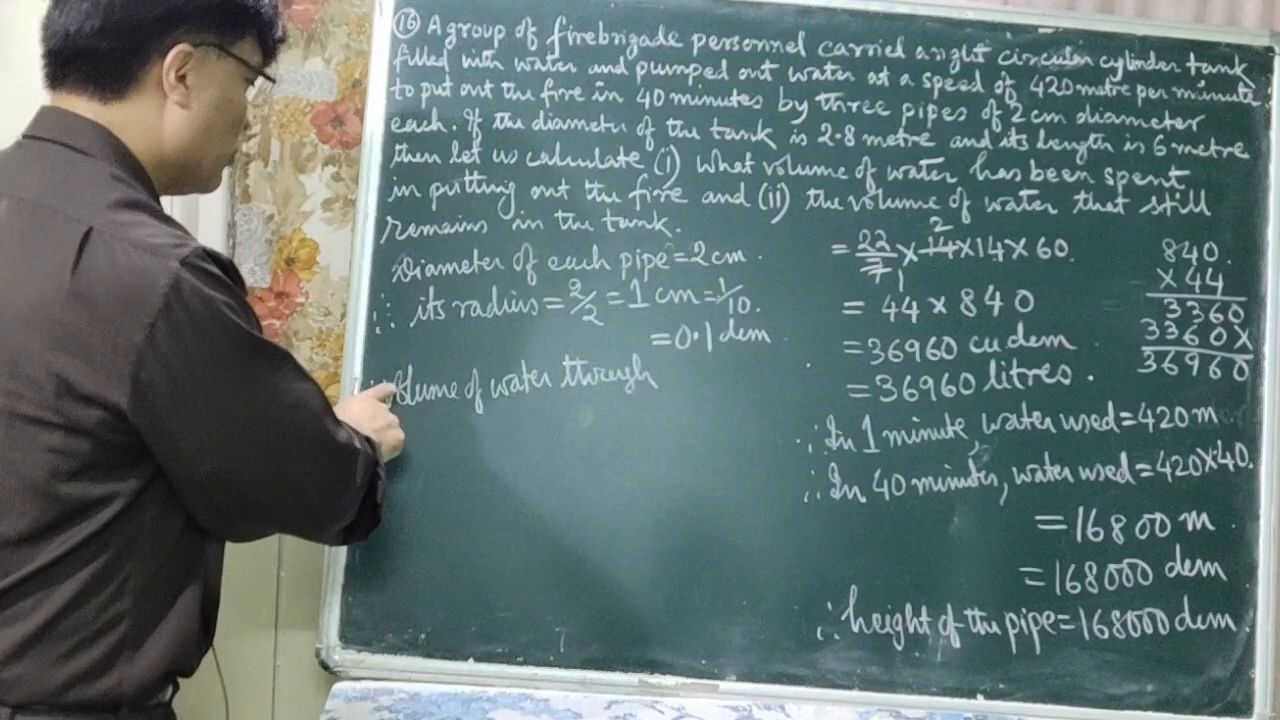 16 A group of firebrigade personnel carried a right circular cylinder tank
filled with water and pumped out water at a speed of 420 metre per minute
to put out the fire in 40 minutes by three pipes of 2 cm diameter
each. If the diameter of the tank is 2.8 metre and its length is 6 metre
then let us calculate (i) What volume of water has been spent
in putting out the fire and (ii) the volume of water that still
remains in the tank.
Diameter of each pipe = 2 cm.
∴ its radius = 2/2 = 1 cm = 1/10.
= 0.1 dcm
Volume of water through
= 22/7 × 14 × 14 × 60.
2
1
= 44 × 840
= 36960 cu dcm
= 36960 litres.
∴ In 1 minute, water used = 420 m
∴ In 40 minutes, water used = 420 × 40.
= 16800 m
= 168000 dcm
∴ height of the pipe = 168000 dcm
840.
× 44
3360
3360×
36960